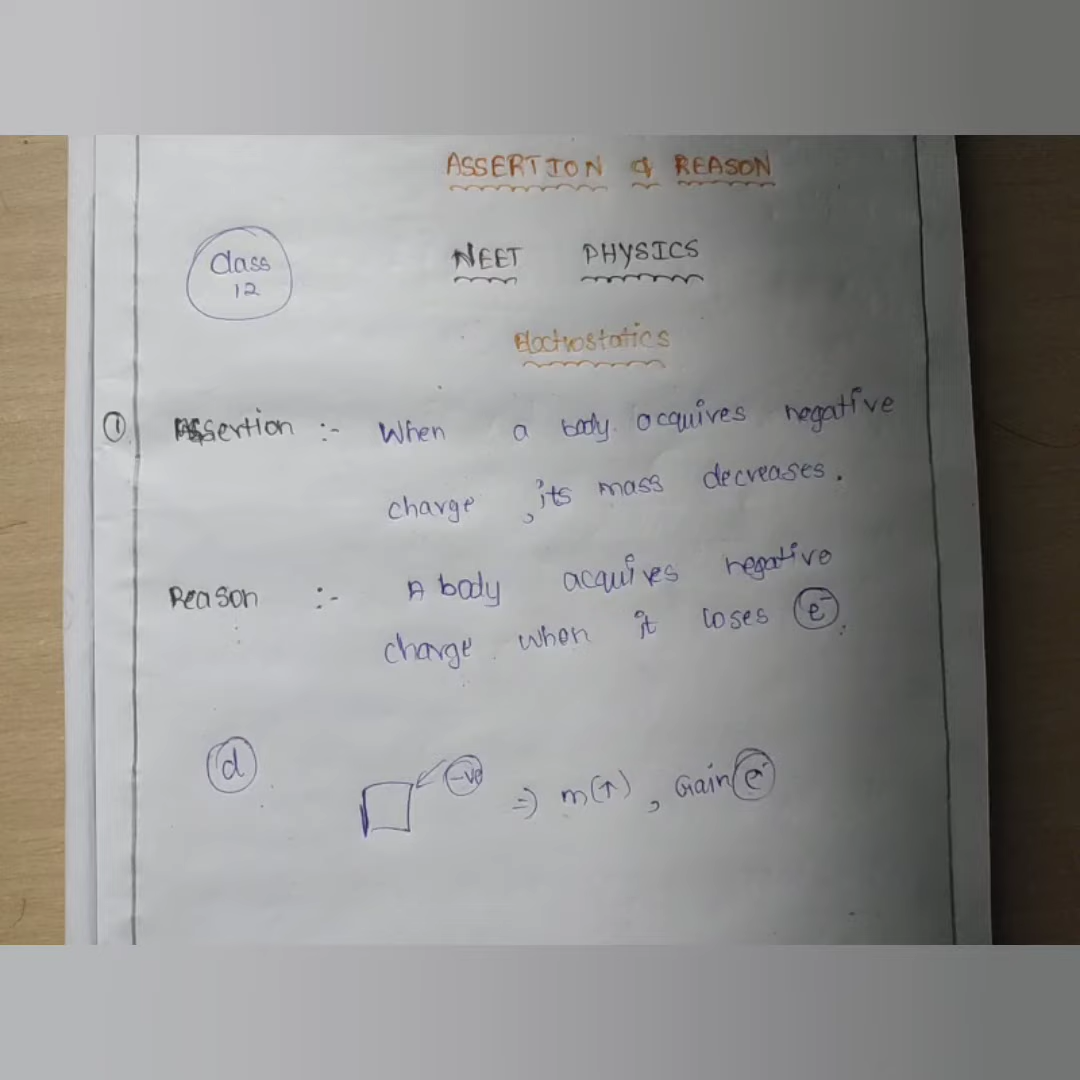 ASSERTION & REASON
Class
12
NEET PHYSICS
Electrostatics
① Assertion :- When a body acquires negative
charge, its mass decreases.
Reason :- A body acquires negative
charge when it loses e⁻.
d
-ve ⇒ m(↑), Gain e⁻